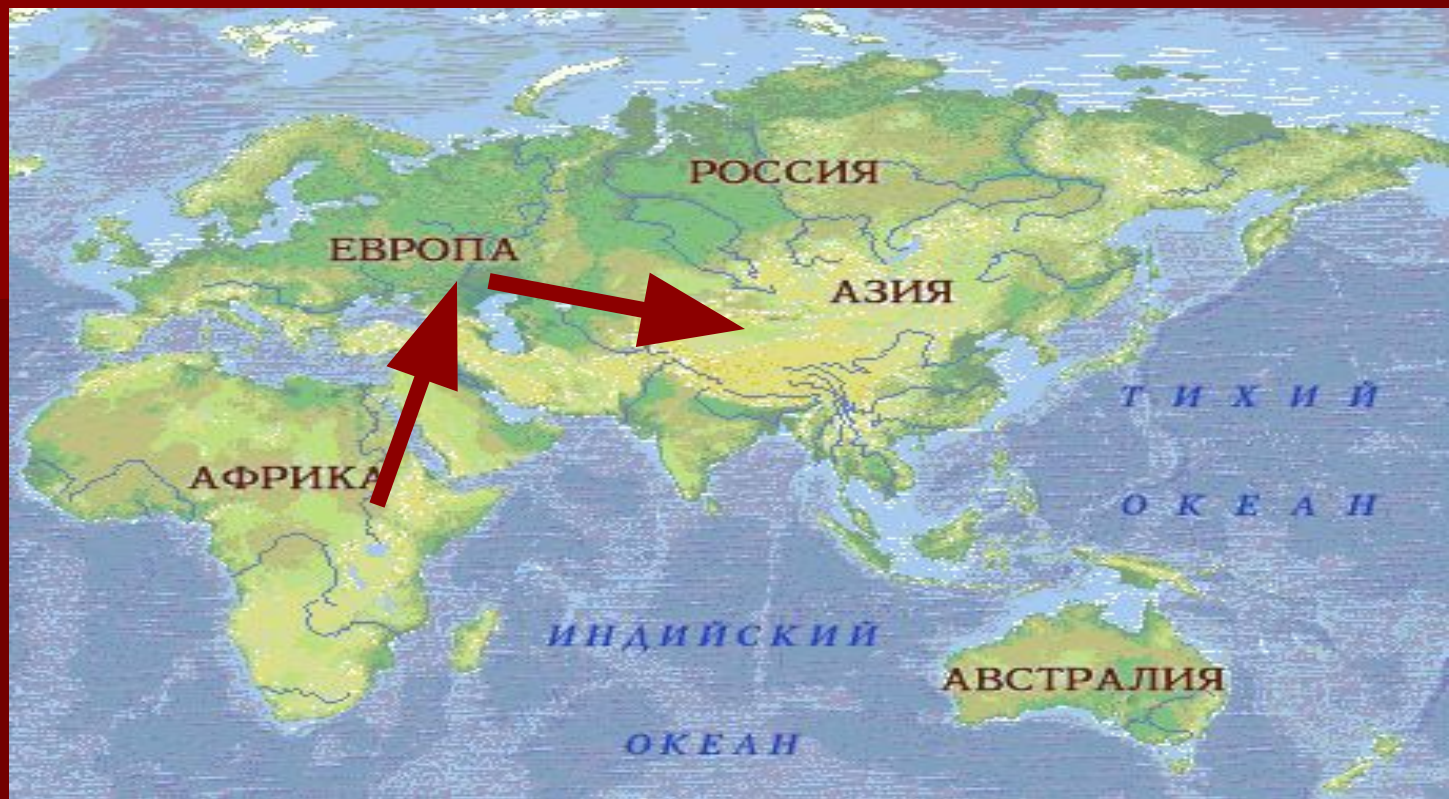 РОССИЯ
ЕВРОПА
АЗИЯ
ТИХИЙ
ОКЕАН
АФРИКА
ИНДИЙСКИЙ
ОКЕАН
АВСТРАЛИЯ